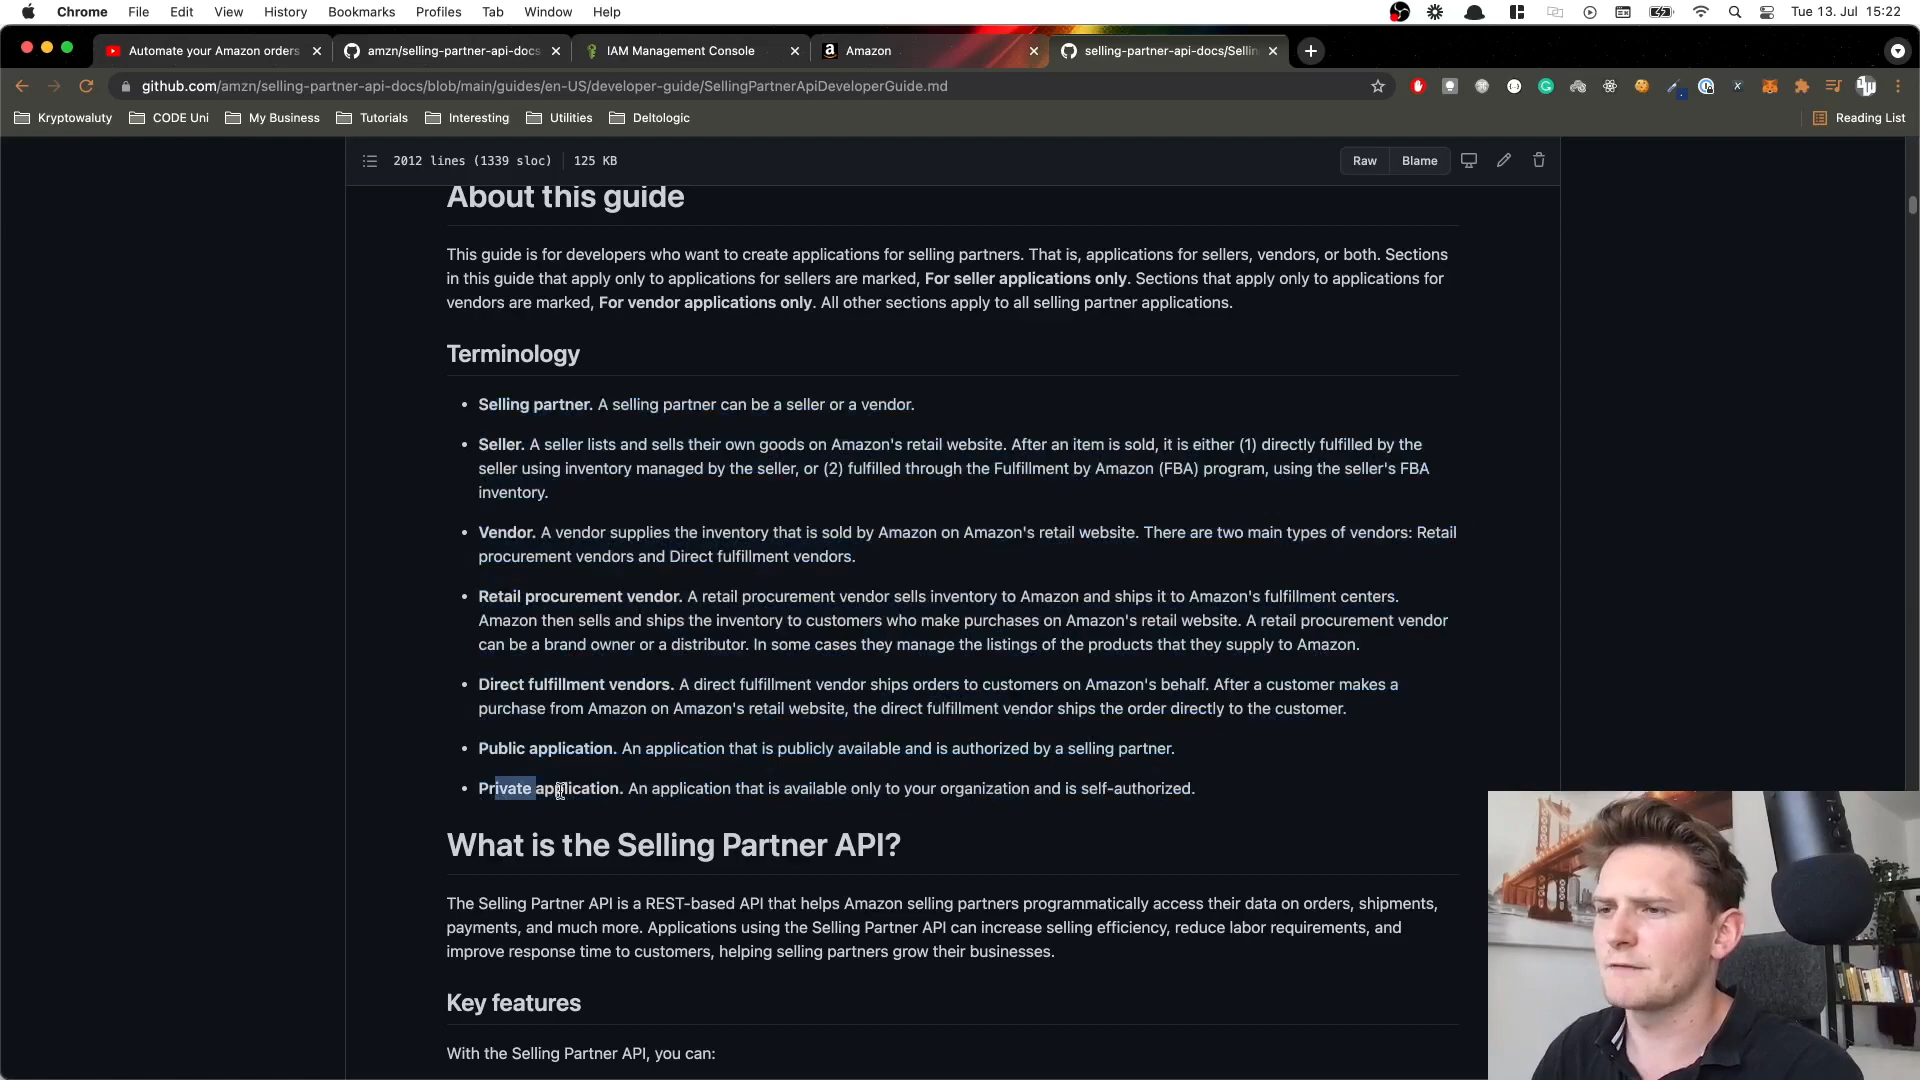 Chrome File Edit View History Bookmarks Profiles Tab Window Help Tue 13. Jul 15:22
Automate your Amazon orders amzn/selling-partner-api-docs IAM Management Console Amazon selling-partner-api-docs/Sellin
github.com/amzn/selling-partner-api-docs/blob/main/guides/en-US/developer-guide/SellingPartnerApiDeveloperGuide.md
Kryptowaluty CODE Uni My Business Tutorials Interesting Utilities Deltologic Reading List
2012 lines (1339 sloc) 125 KB Raw Blame
About this guide
This guide is for developers who want to create applications for selling partners. That is, applications for sellers, vendors, or both. Sections
in this guide that apply only to applications for sellers are marked, For seller applications only. Sections that apply only to applications for
vendors are marked, For vendor applications only. All other sections apply to all selling partner applications.
Terminology
• Selling partner. A selling partner can be a seller or a vendor.
• Seller. A seller lists and sells their own goods on Amazon's retail website. After an item is sold, it is either (1) directly fulfilled by the
seller using inventory managed by the seller, or (2) fulfilled through the Fulfillment by Amazon (FBA) program, using the seller's FBA
inventory.
• Vendor. A vendor supplies the inventory that is sold by Amazon on Amazon's retail website. There are two main types of vendors: Retail
procurement vendors and Direct fulfillment vendors.
• Retail procurement vendor. A retail procurement vendor sells inventory to Amazon and ships it to Amazon's fulfillment centers.
Amazon then sells and ships the inventory to customers who make purchases on Amazon's retail website. A retail procurement vendor
can be a brand owner or a distributor. In some cases they manage the listings of the products that they supply to Amazon.
• Direct fulfillment vendors. A direct fulfillment vendor ships orders to customers on Amazon's behalf. After a customer makes a
purchase from Amazon on Amazon's retail website, the direct fulfillment vendor ships the order directly to the customer.
• Public application. An application that is publicly available and is authorized by a selling partner.
• Private application. An application that is available only to your organization and is self-authorized.
What is the Selling Partner API?
The Selling Partner API is a REST-based API that helps Amazon selling partners programmatically access their data on orders, shipments,
payments, and much more. Applications using the Selling Partner API can increase selling efficiency, reduce labor requirements, and
improve response time to customers, helping selling partners grow their businesses.
Key features
With the Selling Partner API, you can: